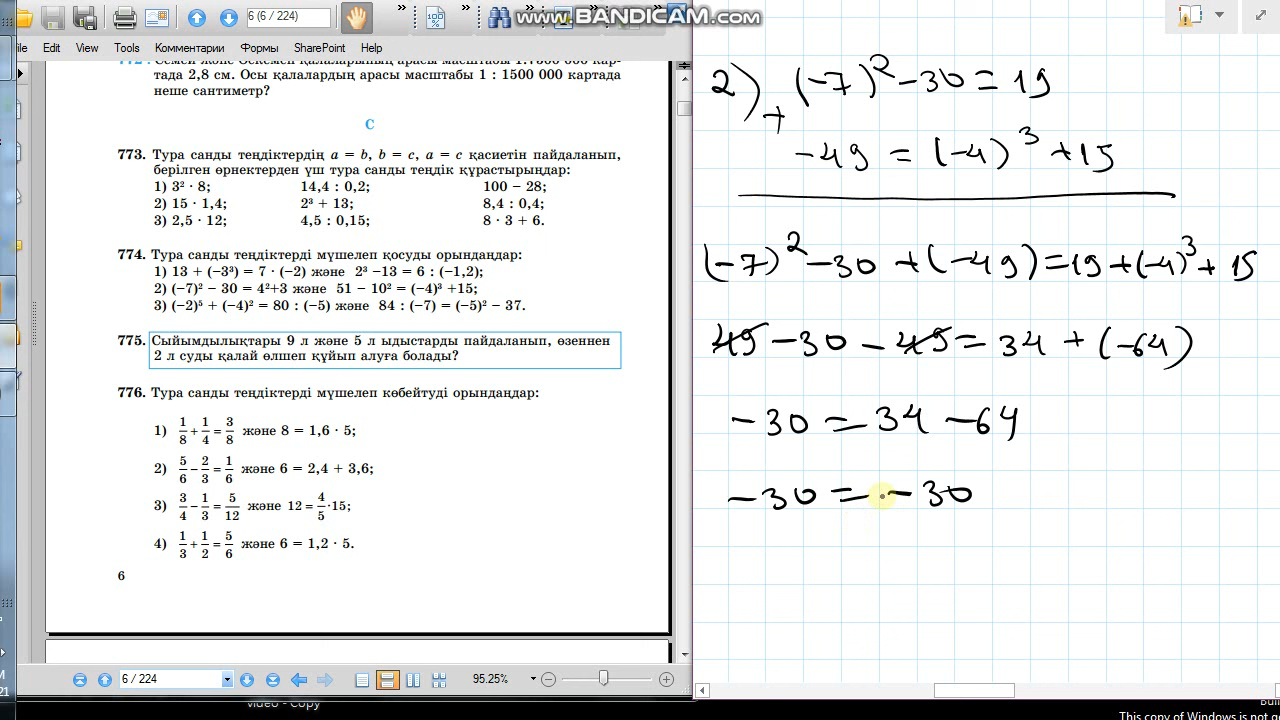 6 (6 / 224)
www.BANDICAM.com
ile Edit View Tools Комментарии Формы SharePoint Help
тада 2,8 см. Осы қалалардың арасы масштабы 1 : 1500 000 картада
неше сантиметр?
C
773. Тура санды теңдіктердің a = b, b = c, a = c қасиетін пайдаланып,
берілген өрнектерден үш тура санды теңдік құрастырыңдар:
1) 3² · 8; 14,4 : 0,2; 100 − 28;
2) 15 · 1,4; 2³ + 13; 8,4 : 0,4;
3) 2,5 · 12; 4,5 : 0,15; 8 · 3 + 6.
774. Тура санды теңдіктерді мүшелеп қосуды орындаңдар:
1) 13 + (−3³) = 7 · (−2) және 2³ −13 = 6 : (−1,2);
2) (−7)² − 30 = 4²+3 және 51 − 10² = (−4)³ +15;
3) (−2)⁵ + (−4)² = 80 : (−5) және 84 : (−7) = (−5)² − 37.
775. Сыйымдылықтары 9 л және 5 л ыдыстарды пайдаланып, өзеннен
2 л суды қалай өлшеп құйып алуға болады?
776. Тура санды теңдіктерді мүшелеп көбейтуді орындаңдар:
1) 1/8 + 1/4 = 3/8 және 8 = 1,6 · 5;
2) 5/6 − 2/3 = 1/6 және 6 = 2,4 + 3,6;
3) 3/4 − 1/3 = 5/12 және 12 = 4/5 · 15;
4) 1/3 + 1/2 = 5/6 және 6 = 1,2 · 5.
6
6 / 224
95.25%
video - Copy
2) (−7)² − 30 = 19
+
−49 = (−4)³ + 15
(−7)² − 30 + (−49) = 19 + (−4)³ + 15
49 − 30 − 49 = 34 + (−64)
−30 = 34 − 64
−30 = −30
This copy of Windows is not g